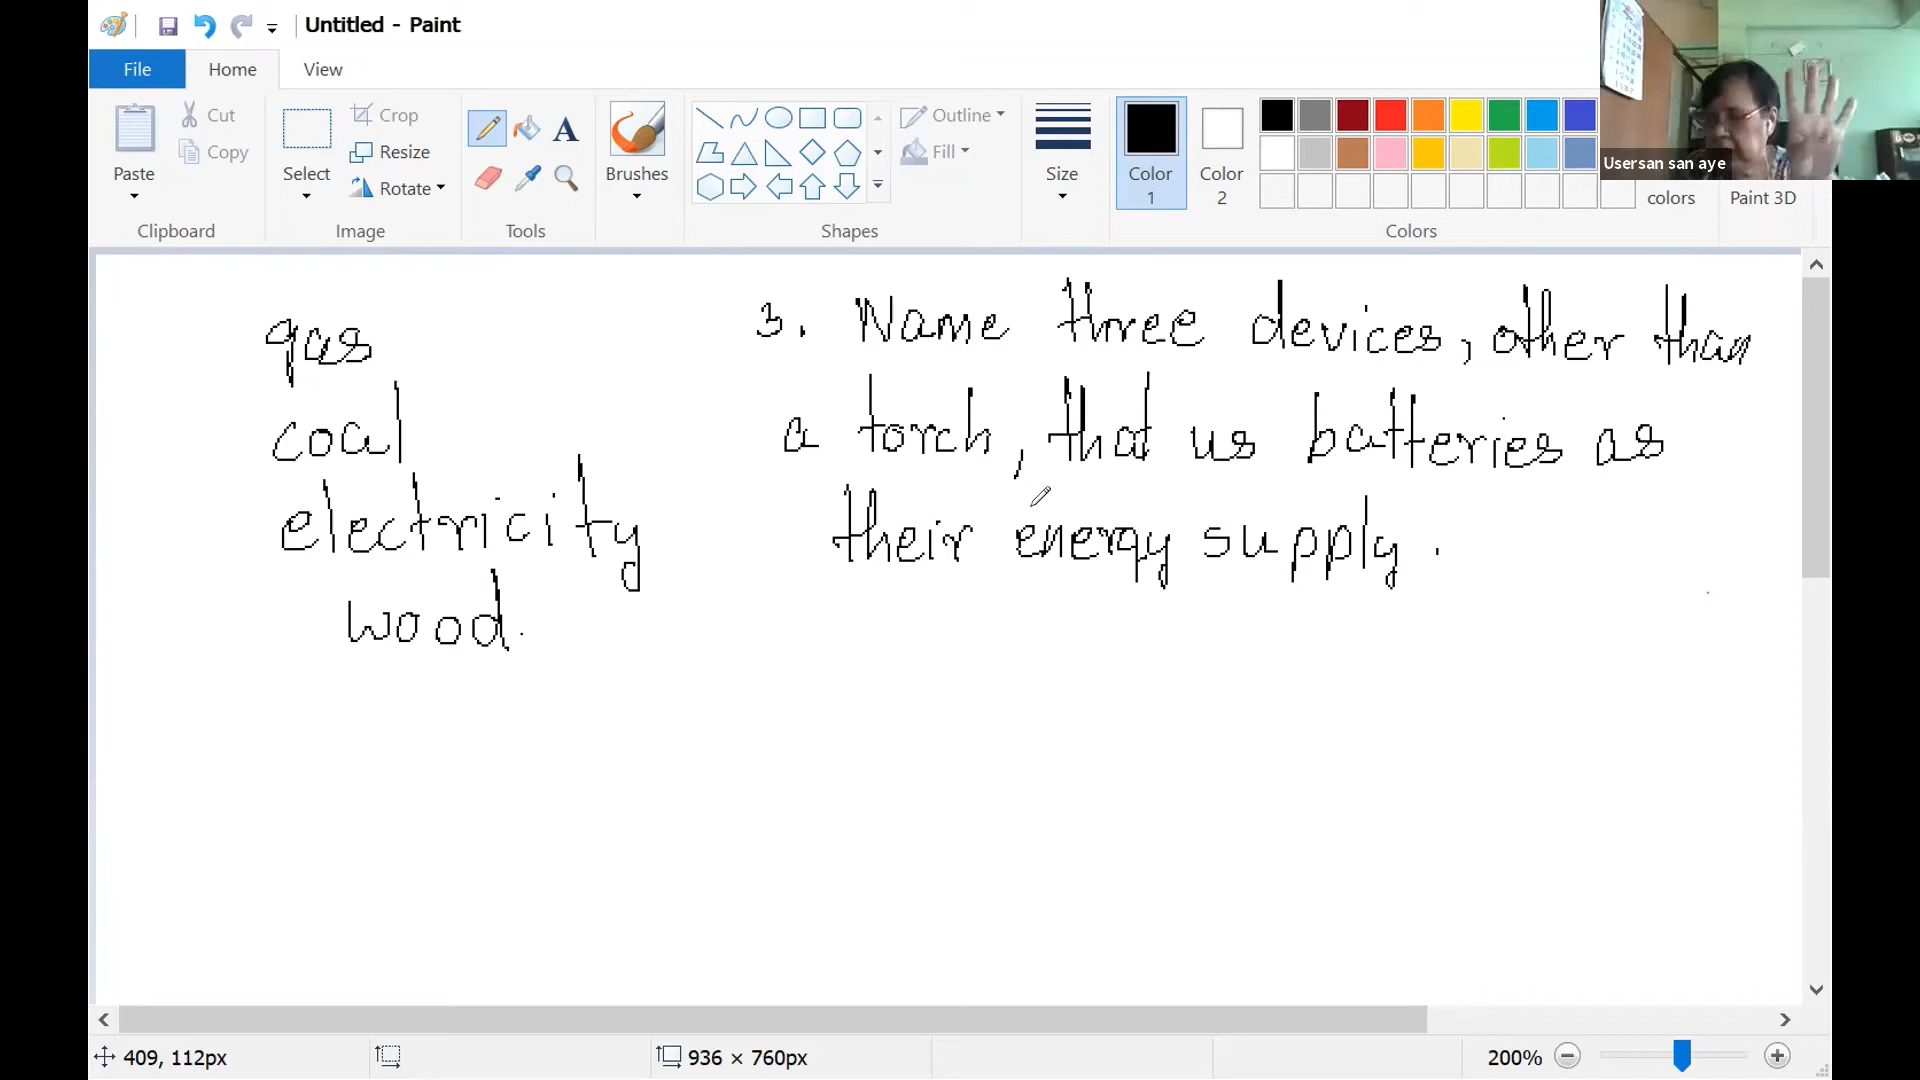 Untitled - Paint
File Home View
Paste
Cut
Copy
Clipboard
Select
Crop
Resize
Rotate
Image
Tools
Brushes
Shapes
Outline
Fill
Size
Color 1
Color 2
Colors
colors
Paint 3D
Usersan san aye
gas
coal
electricity
wood.
3. Name three devices, other than
a torch, that us batteries as
their energy supply.
409, 112px
936 × 760px
200%